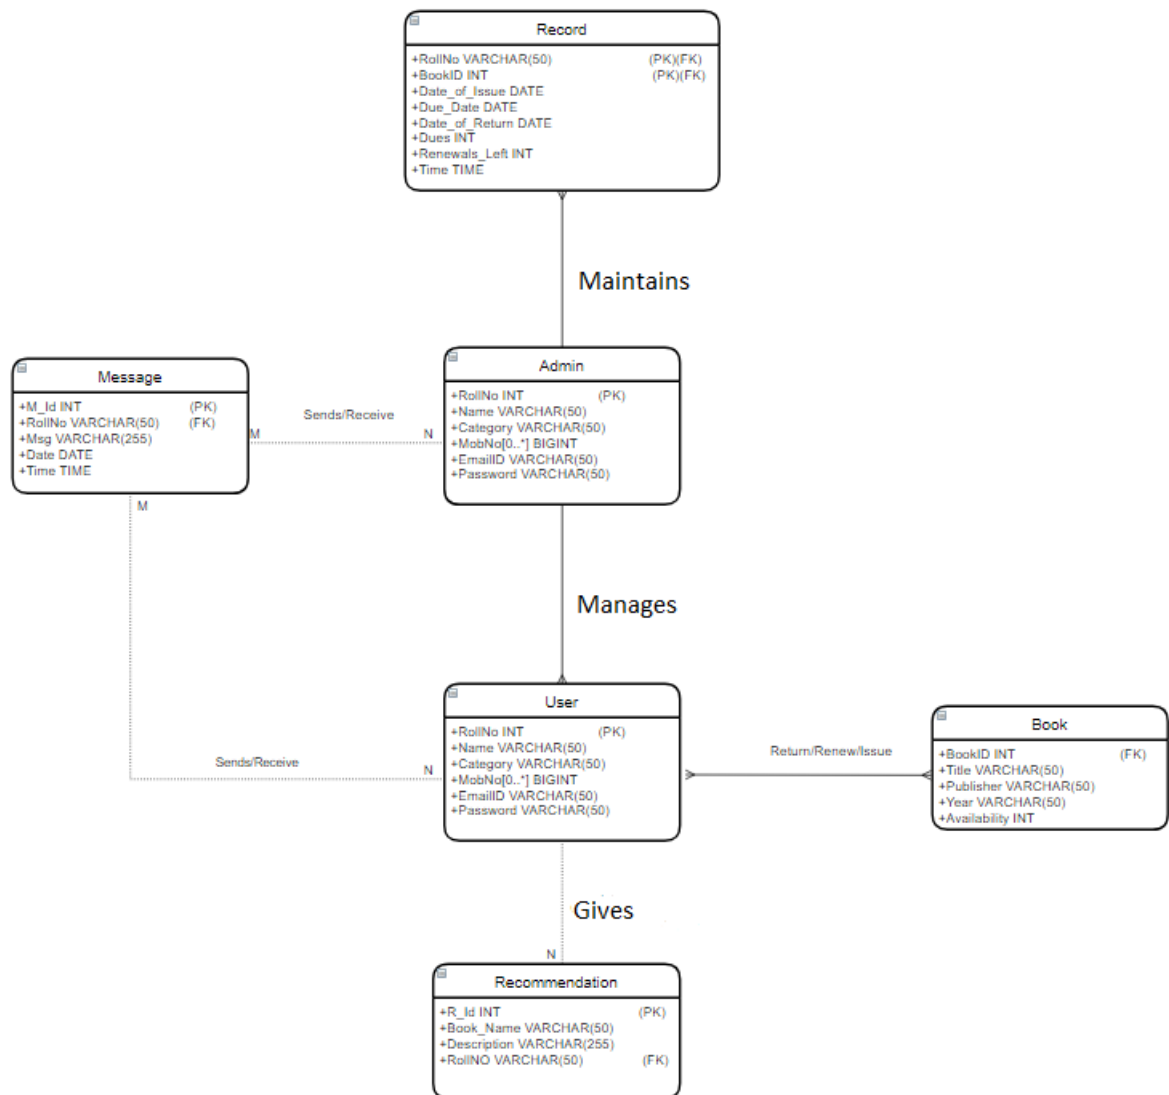 Record
+RollNo VARCHAR(50) (PK)(FK)
+BookID INT (PK)(FK)
+Date_of_Issue DATE
+Due_Date DATE
+Date_of_Return DATE
+Dues INT
+Renewals_Left INT
+Time TIME
Maintains
Message
+M_Id INT (PK)
+RollNo VARCHAR(50) (FK)
+Msg VARCHAR(255)
+Date DATE
+Time TIME
Sends/Receive
M N
Admin
+RollNo INT (PK)
+Name VARCHAR(50)
+Category VARCHAR(50)
+MobNo[0..*] BIGINT
+EmailID VARCHAR(50)
+Password VARCHAR(50)
M
Manages
Sends/Receive
N
User
+RollNo INT (PK)
+Name VARCHAR(50)
+Category VARCHAR(50)
+MobNo[0..*] BIGINT
+EmailID VARCHAR(50)
+Password VARCHAR(50)
Return/Renew/Issue
Book
+BookID INT (FK)
+Title VARCHAR(50)
+Publisher VARCHAR(50)
+Year VARCHAR(50)
+Availability INT
Gives
N
Recommendation
+R_Id INT (PK)
+Book_Name VARCHAR(50)
+Description VARCHAR(255)
+RollNO VARCHAR(50) (FK)